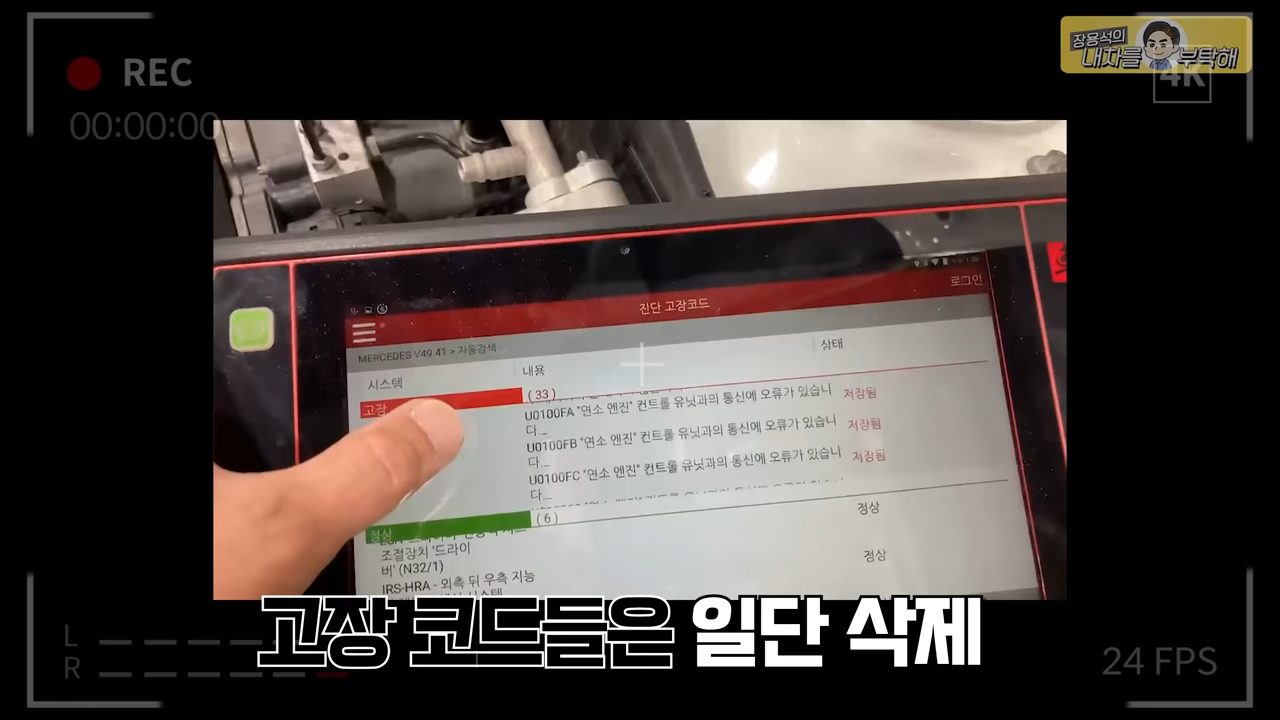 REC
00:00:00
장용석의
내차를 부탁해
4K
로그인
진단 고장코드
MERCEDES V49.41 > 자동검색
시스템
내용
상태
고장
(33)
U0100FA "연소 엔진" 컨트롤 유닛과의 통신에 오류가 있습니
다...
저장됨
U0100FB "연소 엔진" 컨트롤 유닛과의 통신에 오류가 있습니
다...
저장됨
U0100FC "연소 엔진" 컨트롤 유닛과의 통신에 오류가 있습니
다...
저장됨
정상
(6)
정상
조절장치 '드라이
버' (N32/1)
정상
IRS-HRA - 외측 뒤 우측 지능
고장 코드들은 일단 삭제
L
R
24 FPS